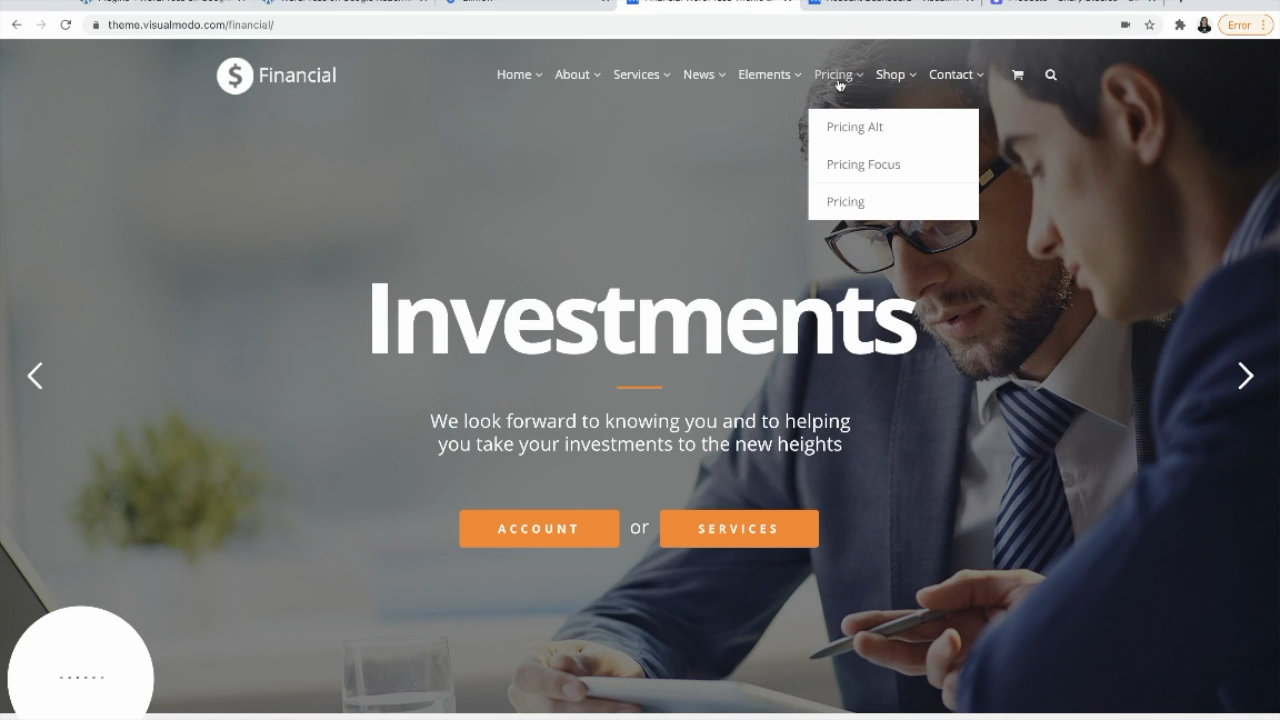 theme.visualmodo.com/financial/
Error
$ Financial
Home About Services News Elements Pricing Shop Contact
Pricing Alt
Pricing Focus
Pricing
Investments
We look forward to knowing you and to helping
you take your investments to the new heights
ACCOUNT or SERVICES